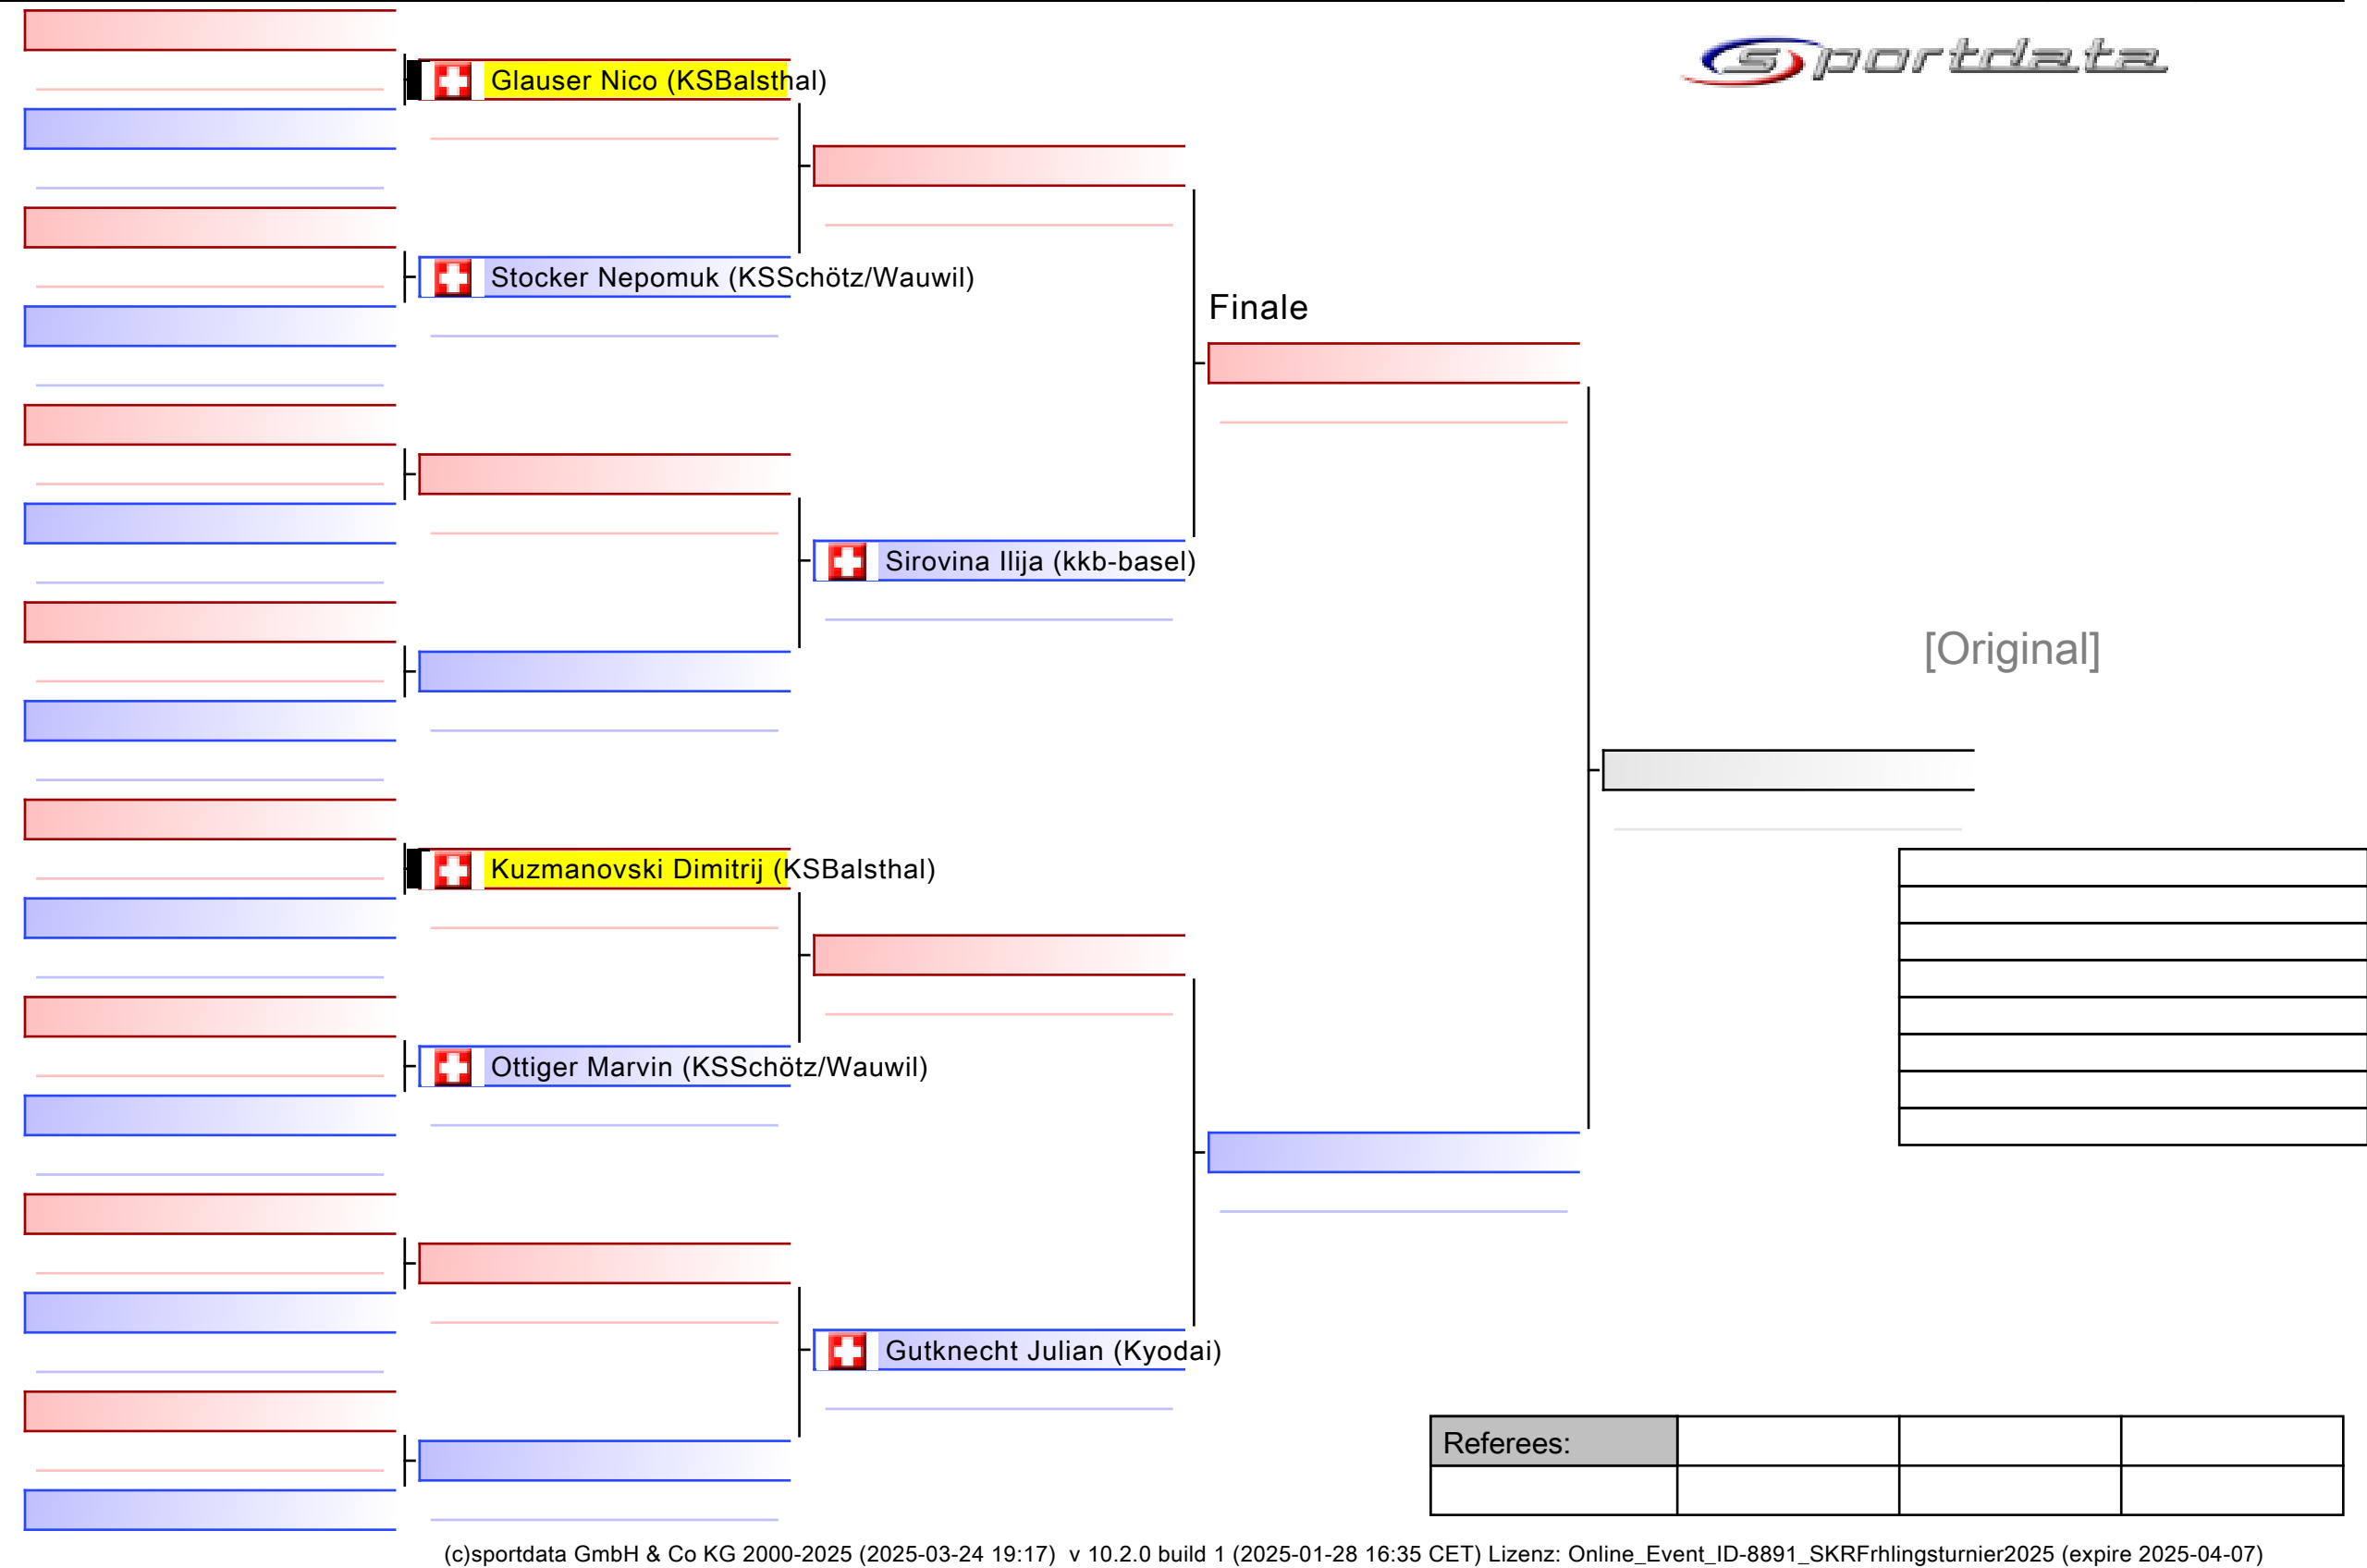 sportdata
Glauser Nico (KSBalsthal)
Stocker Nepomuk (KSSchötz/Wauwil)
Finale
Sirovina Ilija (kkb-basel)
[Original]
Kuzmanovski Dimitrij (KSBalsthal)
Ottiger Marvin (KSSchötz/Wauwil)
Gutknecht Julian (Kyodai)
Referees:
(c)sportdata GmbH & Co KG 2000-2025 (2025-03-24 19:17) v 10.2.0 build 1 (2025-01-28 16:35 CET) Lizenz: Online_Event_ID-8891_SKRFrhlingsturnier2025 (expire 2025-04-07)